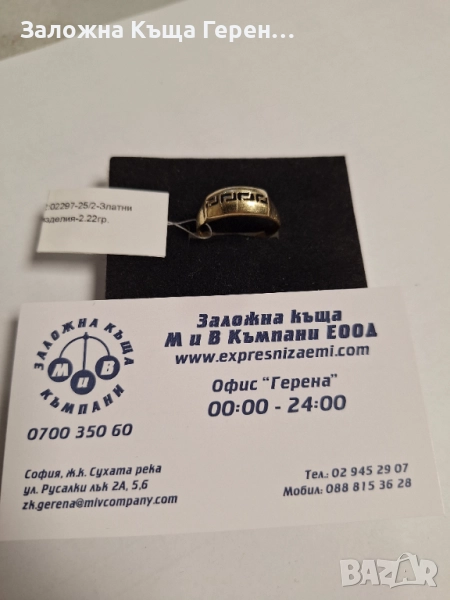 Заложна Къща Герен...
02297-25/2-Златни
изделия-2.22гр.
ЗАЛОЖНА КЪЩА
М и В
КЪМПАНИ
0700 350 60
Заложна къща
М и В Къмпани ЕООД
www.expresnizaemi.com
Офис "Герена"
00:00 - 24:00
София, ж.к. Сухата река
ул. Русалки лък 2А, 5,6
zk.gerena@mivcompany.com
Тел.: 02 945 29 07
Мобил: 088 815 36 28
BAZAR
bg